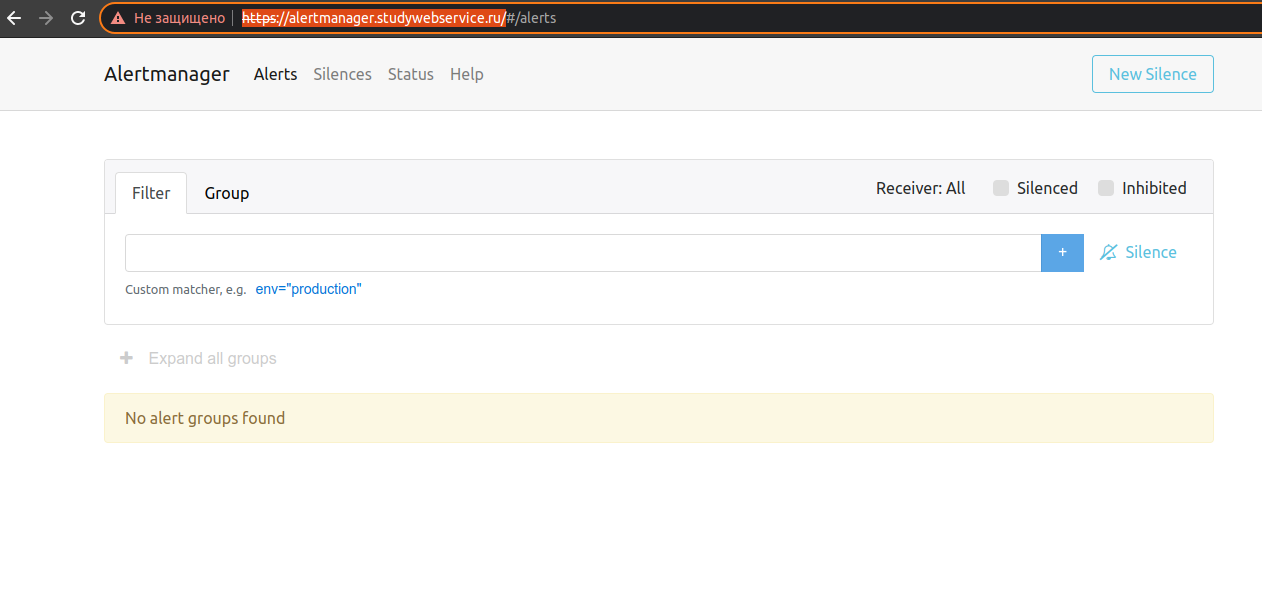 Не защищено https://alertmanager.studywebservice.ru/#/alerts
Alertmanager Alerts Silences Status Help New Silence
Filter Group Receiver: All Silenced Inhibited
+ Silence
Custom matcher, e.g. env="production"
+ Expand all groups
No alert groups found